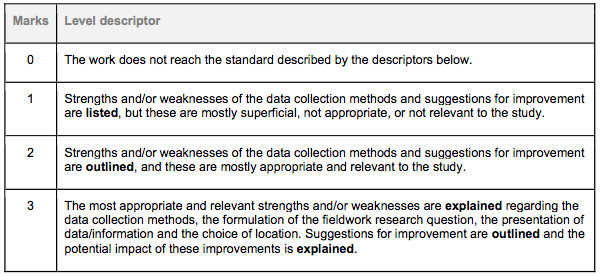 Marks Level descriptor
0 The work does not reach the standard described by the descriptors below.
1 Strengths and/or weaknesses of the data collection methods and suggestions for improvement
are listed, but these are mostly superficial, not appropriate, or not relevant to the study.
2 Strengths and/or weaknesses of the data collection methods and suggestions for improvement
are outlined, and these are mostly appropriate and relevant to the study.
3 The most appropriate and relevant strengths and/or weaknesses are explained regarding the
data collection methods, the formulation of the fieldwork research question, the presentation of
data/information and the choice of location. Suggestions for improvement are outlined and the
potential impact of these improvements is explained.